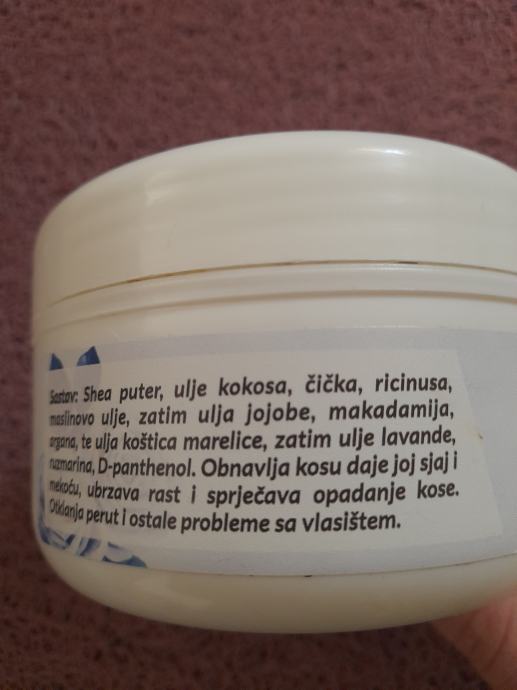 Sastav: Shea puter, ulje kokosa, čička, ricinusa,
maslinovo ulje, zatim ulja jojobe, makadamija,
argana, te ulja koštica marelice, zatim ulje lavande,
ruzmarina, D-panthenol. Obnavlja kosu daje joj sjaj i
mekoću, ubrzava rast i sprječava opadanje kose.
Otklanja perut i ostale probleme sa vlasištem.